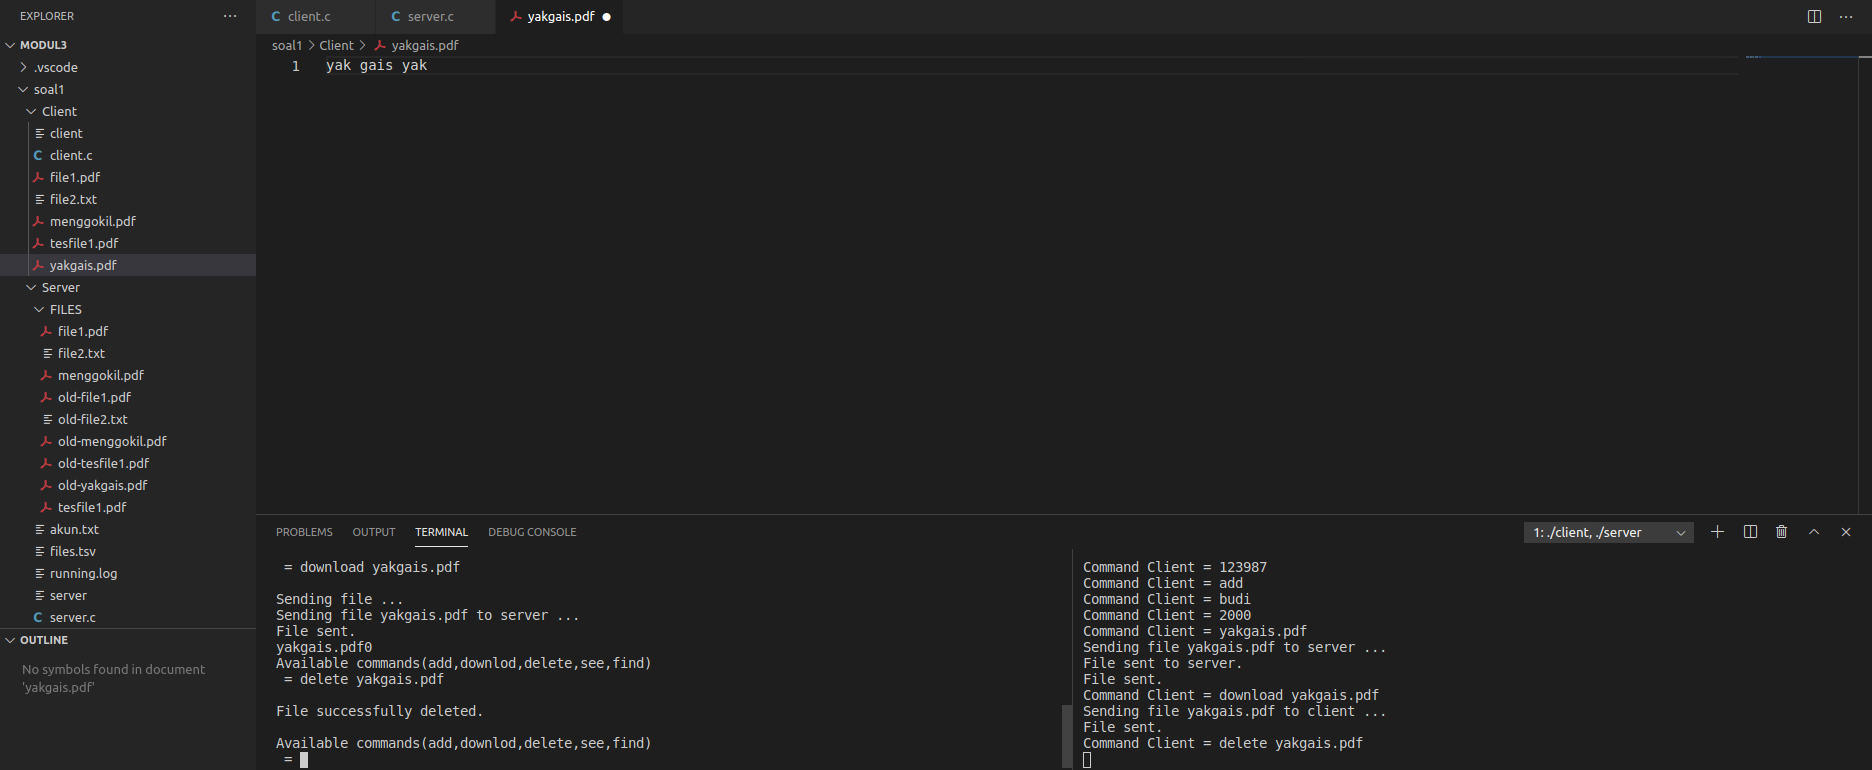 EXPLORER
MODUL3
.vscode
soal1
Client
client
client.c
file1.pdf
file2.txt
menggokil.pdf
tesfile1.pdf
yakgais.pdf
Server
FILES
file1.pdf
file2.txt
menggokil.pdf
old-file1.pdf
old-file2.txt
old-menggokil.pdf
old-tesfile1.pdf
old-yakgais.pdf
tesfile1.pdf
akun.txt
files.tsv
running.log
server
server.c
OUTLINE
No symbols found in document
'yakgais.pdf'
client.c server.c yakgais.pdf
soal1 > Client > yakgais.pdf
1 yak gais yak
PROBLEMS OUTPUT TERMINAL DEBUG CONSOLE 1: ./client, ./server
= download yakgais.pdf
Sending file ...
Sending file yakgais.pdf to server ...
File sent.
yakgais.pdf0
Available commands(add,downlod,delete,see,find)
= delete yakgais.pdf
File successfully deleted.
Available commands(add,downlod,delete,see,find)
=
Command Client = 123987
Command Client = add
Command Client = budi
Command Client = 2000
Command Client = yakgais.pdf
Sending file yakgais.pdf to server ...
File sent to server.
File sent.
Command Client = download yakgais.pdf
Sending file yakgais.pdf to client ...
File sent.
Command Client = delete yakgais.pdf